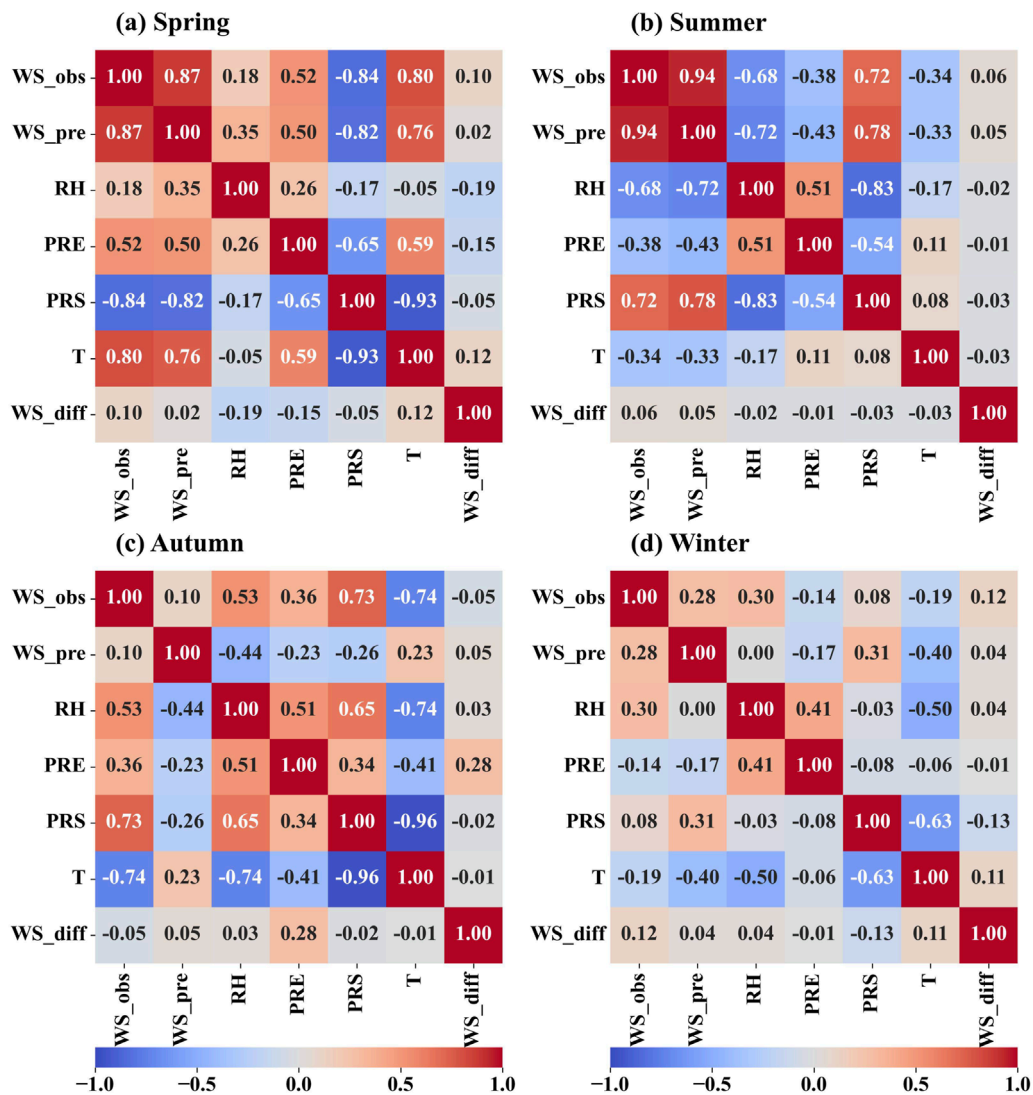 (a) Spring
WS_obs 1.00 0.87 0.18 0.52 -0.84 0.80 0.10
WS_pre 0.87 1.00 0.35 0.50 -0.82 0.76 0.02
RH 0.18 0.35 1.00 0.26 -0.17 -0.05 -0.19
PRE 0.52 0.50 0.26 1.00 -0.65 0.59 -0.15
PRS -0.84 -0.82 -0.17 -0.65 1.00 -0.93 -0.05
T 0.80 0.76 -0.05 0.59 -0.93 1.00 0.12
WS_diff 0.10 0.02 -0.19 -0.15 -0.05 0.12 1.00
WS_obs WS_pre RH PRE PRS T WS_diff
(b) Summer
WS_obs 1.00 0.94 -0.68 -0.38 0.72 -0.34 0.06
WS_pre 0.94 1.00 -0.72 -0.43 0.78 -0.33 0.05
RH -0.68 -0.72 1.00 0.51 -0.83 -0.17 -0.02
PRE -0.38 -0.43 0.51 1.00 -0.54 0.11 -0.01
PRS 0.72 0.78 -0.83 -0.54 1.00 0.08 -0.03
T -0.34 -0.33 -0.17 0.11 0.08 1.00 -0.03
WS_diff 0.06 0.05 -0.02 -0.01 -0.03 -0.03 1.00
WS_obs WS_pre RH PRE PRS T WS_diff
(c) Autumn
WS_obs 1.00 0.10 0.53 0.36 0.73 -0.74 -0.05
WS_pre 0.10 1.00 -0.44 -0.23 -0.26 0.23 0.05
RH 0.53 -0.44 1.00 0.51 0.65 -0.74 0.03
PRE 0.36 -0.23 0.51 1.00 0.34 -0.41 0.28
PRS 0.73 -0.26 0.65 0.34 1.00 -0.96 -0.02
T -0.74 0.23 -0.74 -0.41 -0.96 1.00 -0.01
WS_diff -0.05 0.05 0.03 0.28 -0.02 -0.01 1.00
WS_obs WS_pre RH PRE PRS T WS_diff
−1.0 −0.5 0.0 0.5 1.0
(d) Winter
WS_obs 1.00 0.28 0.30 -0.14 0.08 -0.19 0.12
WS_pre 0.28 1.00 0.00 -0.17 0.31 -0.40 0.04
RH 0.30 0.00 1.00 0.41 -0.03 -0.50 0.04
PRE -0.14 -0.17 0.41 1.00 -0.08 -0.06 -0.01
PRS 0.08 0.31 -0.03 -0.08 1.00 -0.63 -0.13
T -0.19 -0.40 -0.50 -0.06 -0.63 1.00 0.11
WS_diff 0.12 0.04 0.04 -0.01 -0.13 0.11 1.00
WS_obs WS_pre RH PRE PRS T WS_diff
−1.0 −0.5 0.0 0.5 1.0